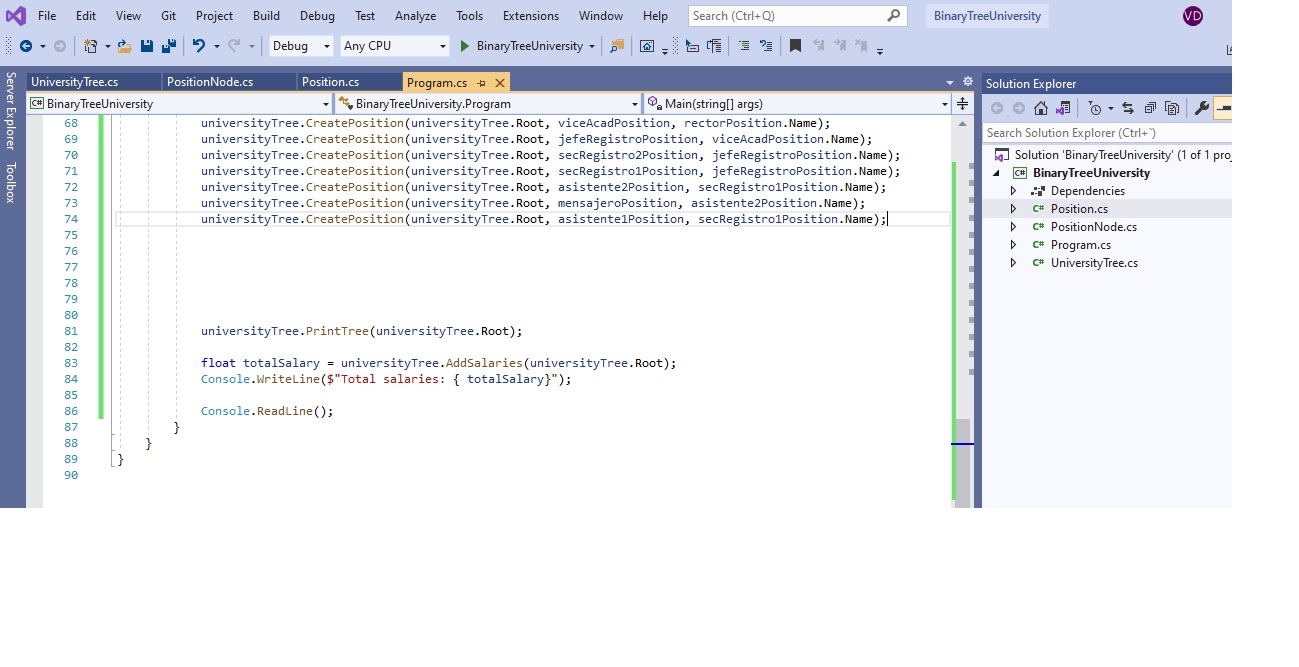 File Edit View Git Project Build Debug Test Analyze Tools Extensions Window Help Search (Ctrl+Q) BinaryTreeUniversity VD
Debug Any CPU BinaryTreeUniversity
Server Explorer
Toolbox
UniversityTree.cs PositionNode.cs Position.cs Program.cs
C# BinaryTreeUniversity BinaryTreeUniversity.Program Main(string[] args)
68 universityTree.CreatePosition(universityTree.Root, viceAcadPosition, rectorPosition.Name);
69 universityTree.CreatePosition(universityTree.Root, jefeRegistroPosition, viceAcadPosition.Name);
70 universityTree.CreatePosition(universityTree.Root, secRegistro2Position, jefeRegistroPosition.Name);
71 universityTree.CreatePosition(universityTree.Root, secRegistro1Position, jefeRegistroPosition.Name);
72 universityTree.CreatePosition(universityTree.Root, asistente2Position, secRegistro1Position.Name);
73 universityTree.CreatePosition(universityTree.Root, mensajeroPosition, asistente2Position.Name);
74 universityTree.CreatePosition(universityTree.Root, asistente1Position, secRegistro1Position.Name);
75
76
77
78
79
80
81 universityTree.PrintTree(universityTree.Root);
82
83 float totalSalary = universityTree.AddSalaries(universityTree.Root);
84 Console.WriteLine($"Total salaries: { totalSalary}");
85
86 Console.ReadLine();
87 }
88 }
89 }
90
Solution Explorer
Search Solution Explorer (Ctrl+¨)
Solution 'BinaryTreeUniversity' (1 of 1 proj
C# BinaryTreeUniversity
Dependencies
C# Position.cs
C# PositionNode.cs
C# Program.cs
C# UniversityTree.cs